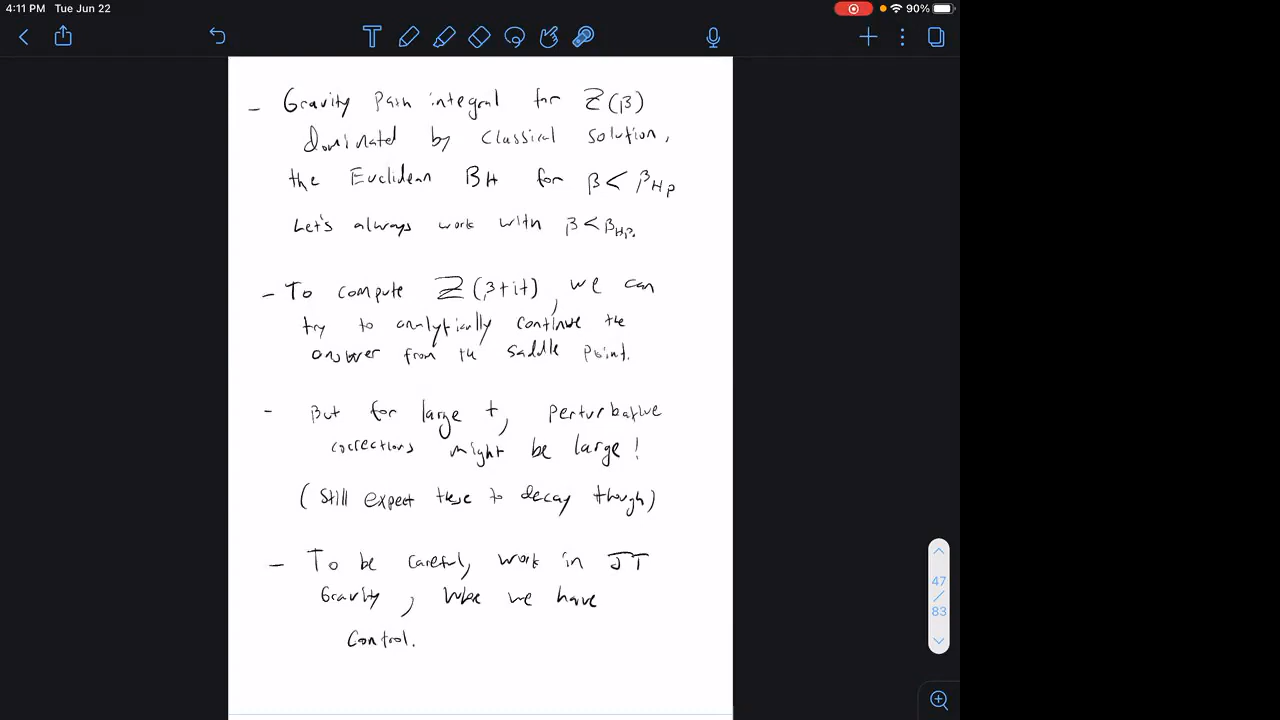 4:11 PM Tue Jun 22
90%
- Gravity Path integral for Z(β)
dominated by classical solution,
the Euclidean BH for β < β_HP
Let's always work with β < β_HP.
- To compute Z(β+it), we can
try to analytically continue the
answer from the saddle point.
- But for large t, perturbative
corrections might be large!
(Still expect these to decay though)
- To be careful, work in JT
Gravity, where we have
control.
47
/
83